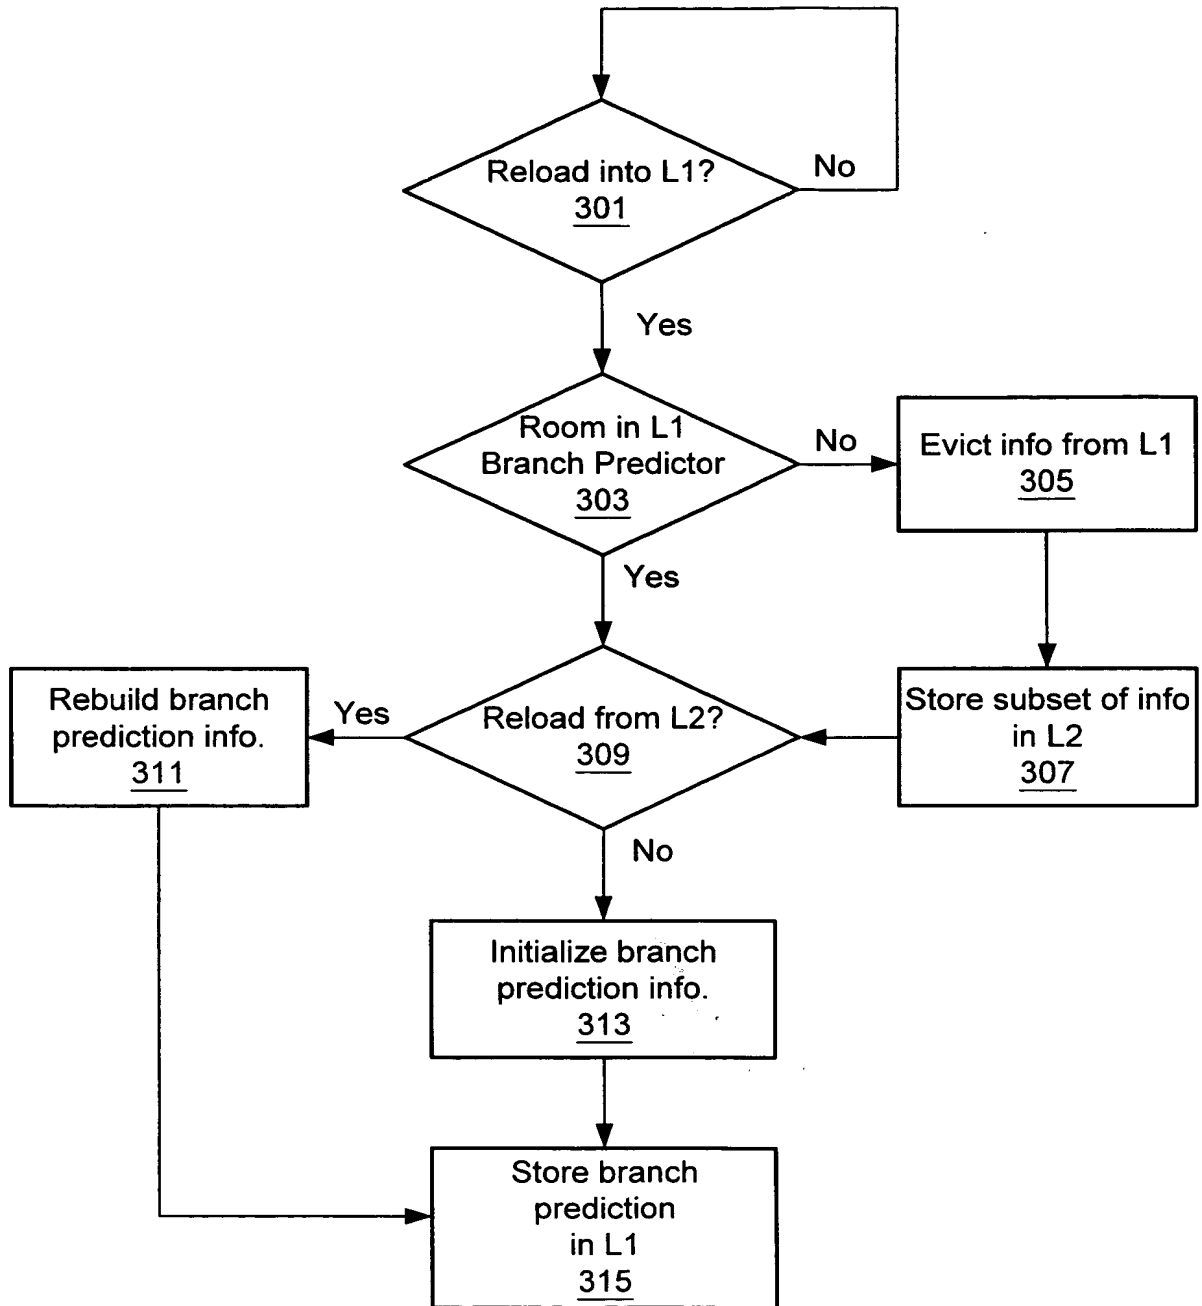 Reload into L1?
301
No
Yes
Room in L1
Branch Predictor
303
No
Evict info from L1
305
Yes
Rebuild branch
prediction info.
311
Yes
Reload from L2?
309
Store subset of info
in L2
307
No
Initialize branch
prediction info.
313
Store branch
prediction
in L1
315